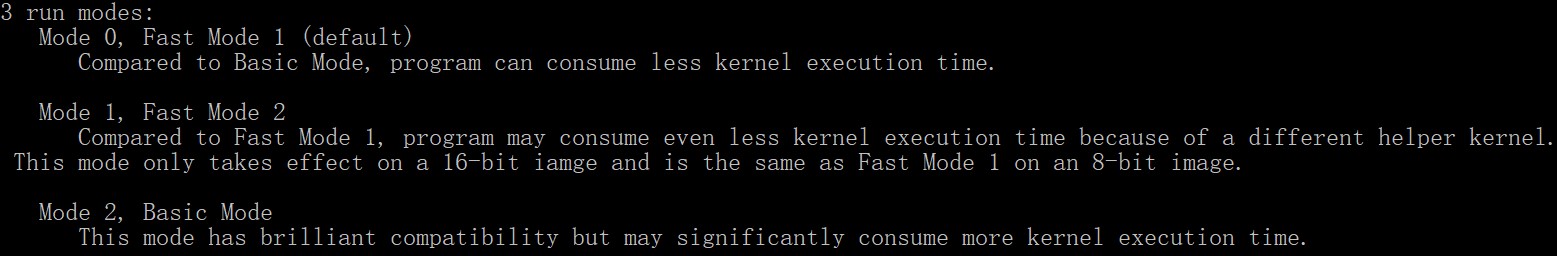 3 run modes:
Mode 0, Fast Mode 1 (default)
Compared to Basic Mode, program can consume less kernel execution time.
Mode 1, Fast Mode 2
Compared to Fast Mode 1, program may consume even less kernel execution time because of a different helper kernel.
This mode only takes effect on a 16-bit iamge and is the same as Fast Mode 1 on an 8-bit image.
Mode 2, Basic Mode
This mode has brilliant compatibility but may significantly consume more kernel execution time.